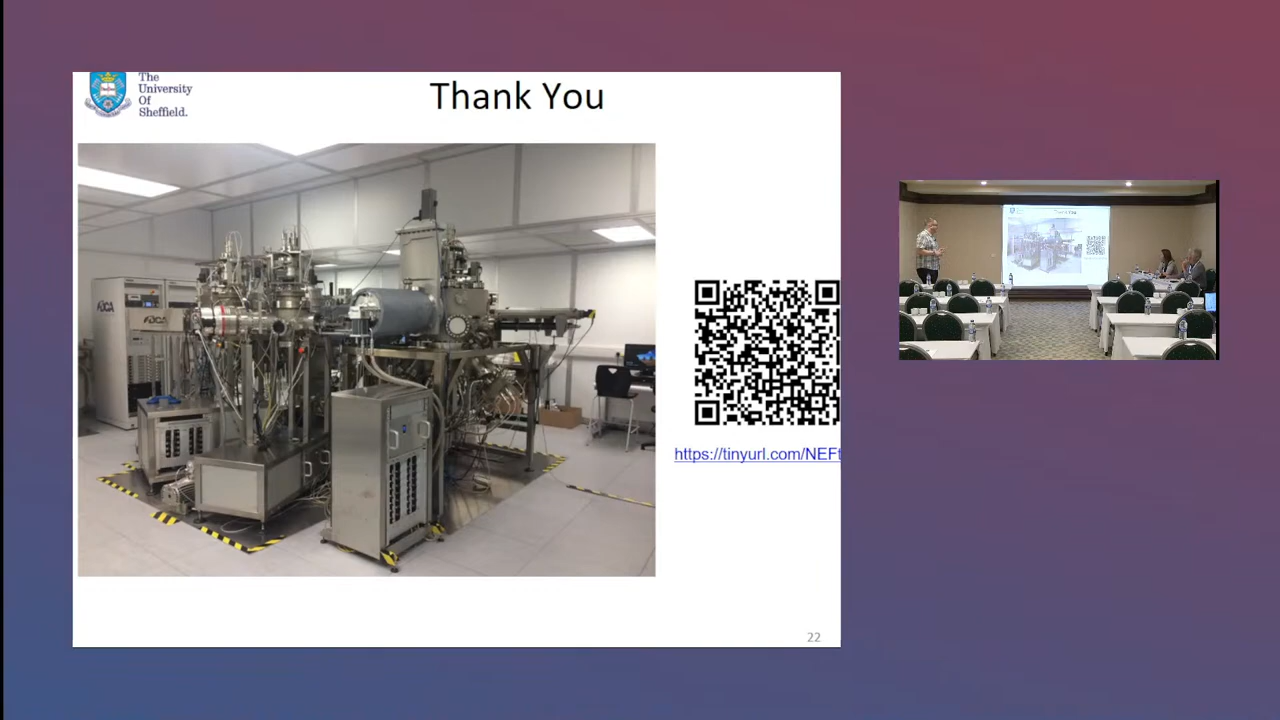 The
University
Of
Sheffield.
Thank You
https://tinyurl.com/NEF
22